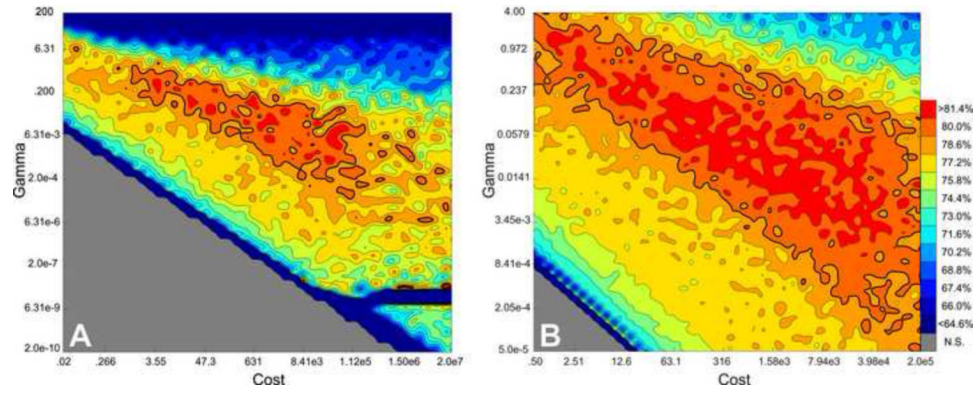 200
6.31
.200
6.31e-3
2.0e-4
6.31e-6
2.0e-7
6.31e-9
2.0e-10
Gamma
A
.02 .266 3.55 47.3 631 8.41e3 1.12e5 1.50e6 2.0e7
Cost
4.00
0.972
0.237
0.0579
0.0141
3.45e-3
8.41e-4
2.05e-4
5.0e-5
Gamma
B
.50 2.51 12.6 63.1 316 1.58e3 7.94e3 3.98e4 2.0e5
Cost
>81.4%
80.0%
78.6%
77.2%
75.8%
74.4%
73.0%
71.6%
70.2%
68.8%
67.4%
66.0%
<64.6%
N.S.